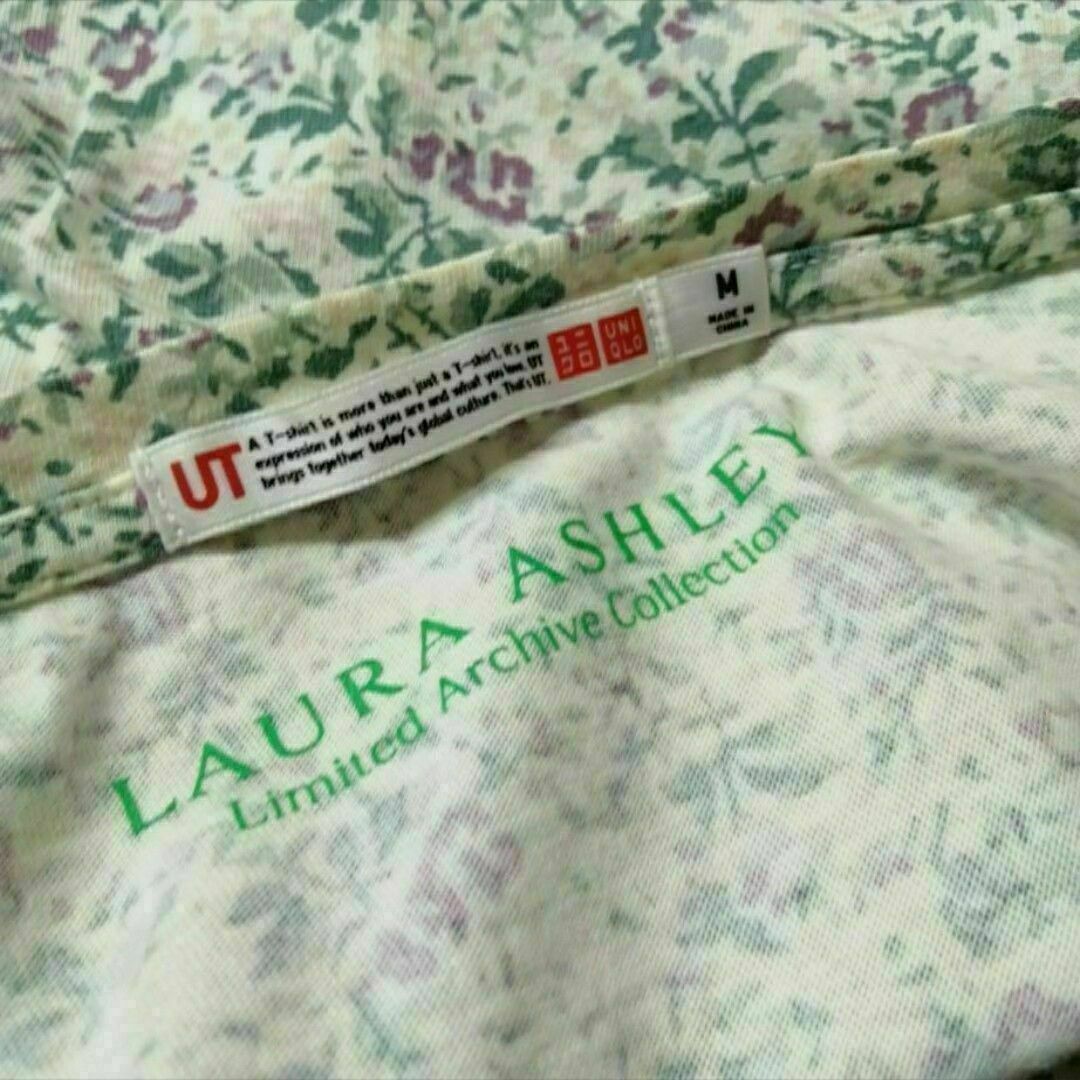 UT
A T-shirt is more than just a T-shirt, it's an
expression of who you are and what you love. UT
brings together today's global culture. That's UT.
ユニ
クロ
UNI
QLO
M
MADE IN
CHINA
LAURA ASHLEY
Limited Archive Collection